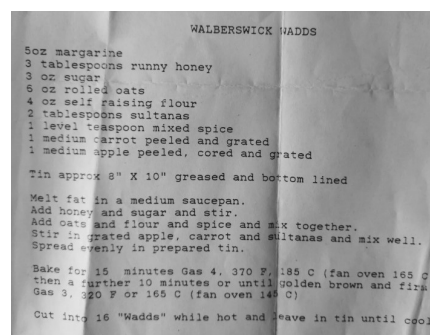 WALBERSWICK WADDS
5oz margarine
3 tablespoons runny honey
3 oz sugar
6 oz rolled oats
4 oz self raising flour
2 tablespoons sultanas
1 level teaspoon mixed spice
1 medium carrot peeled and grated
1 medium apple peeled, cored and grated
Tin approx 8" X 10" greased and bottom lined
Melt fat in a medium saucepan.
Add honey and sugar and stir.
Add oats and flour and spice and mix together.
Stir in grated apple, carrot and sultanas and mix well.
Spread evenly in prepared tin.
Bake for 15 minutes Gas 4, 370 F, 185 C (fan oven 165 C
then a further 10 minutes or until golden brown and firm
Gas 3, 320 F or 165 C (fan oven 145 C)
Cut into 16 "Wadds" while hot and leave in tin until cool